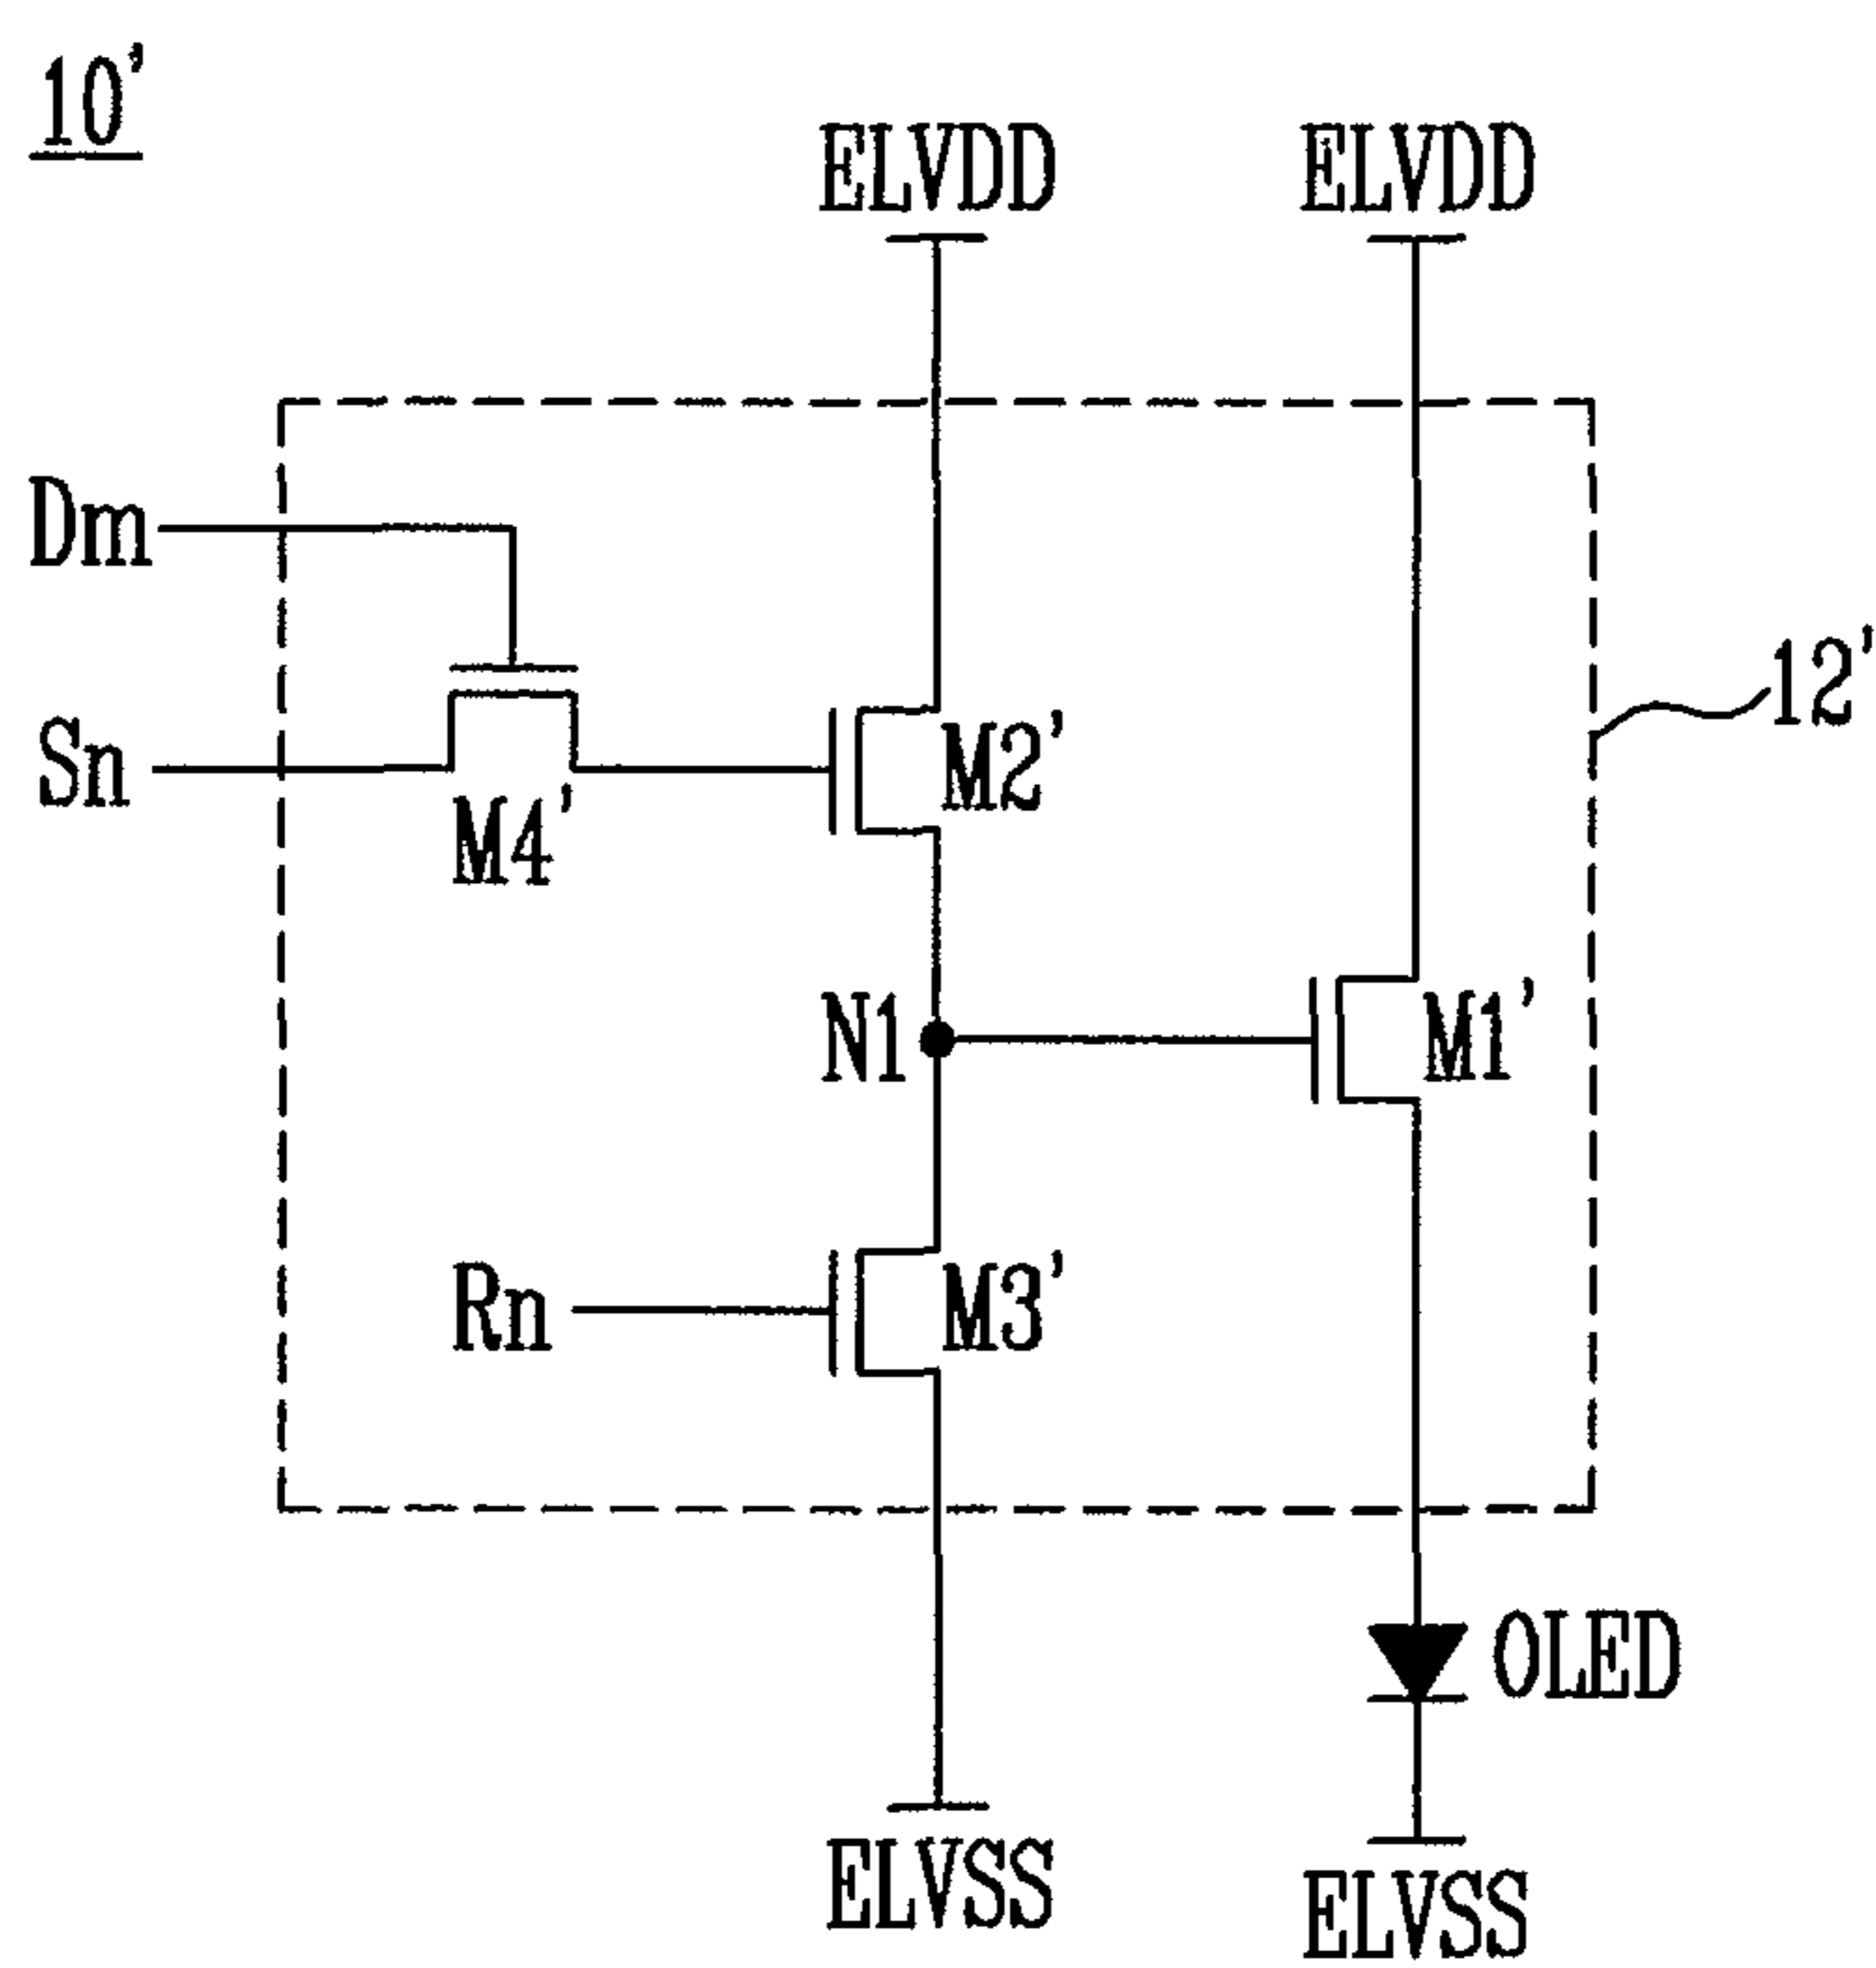 10'
ELVDD ELVDD
Dm
12'
Sn
M2'
M4'
N1
M1'
Rn
M3'
OLED
ELVSS
ELVSS